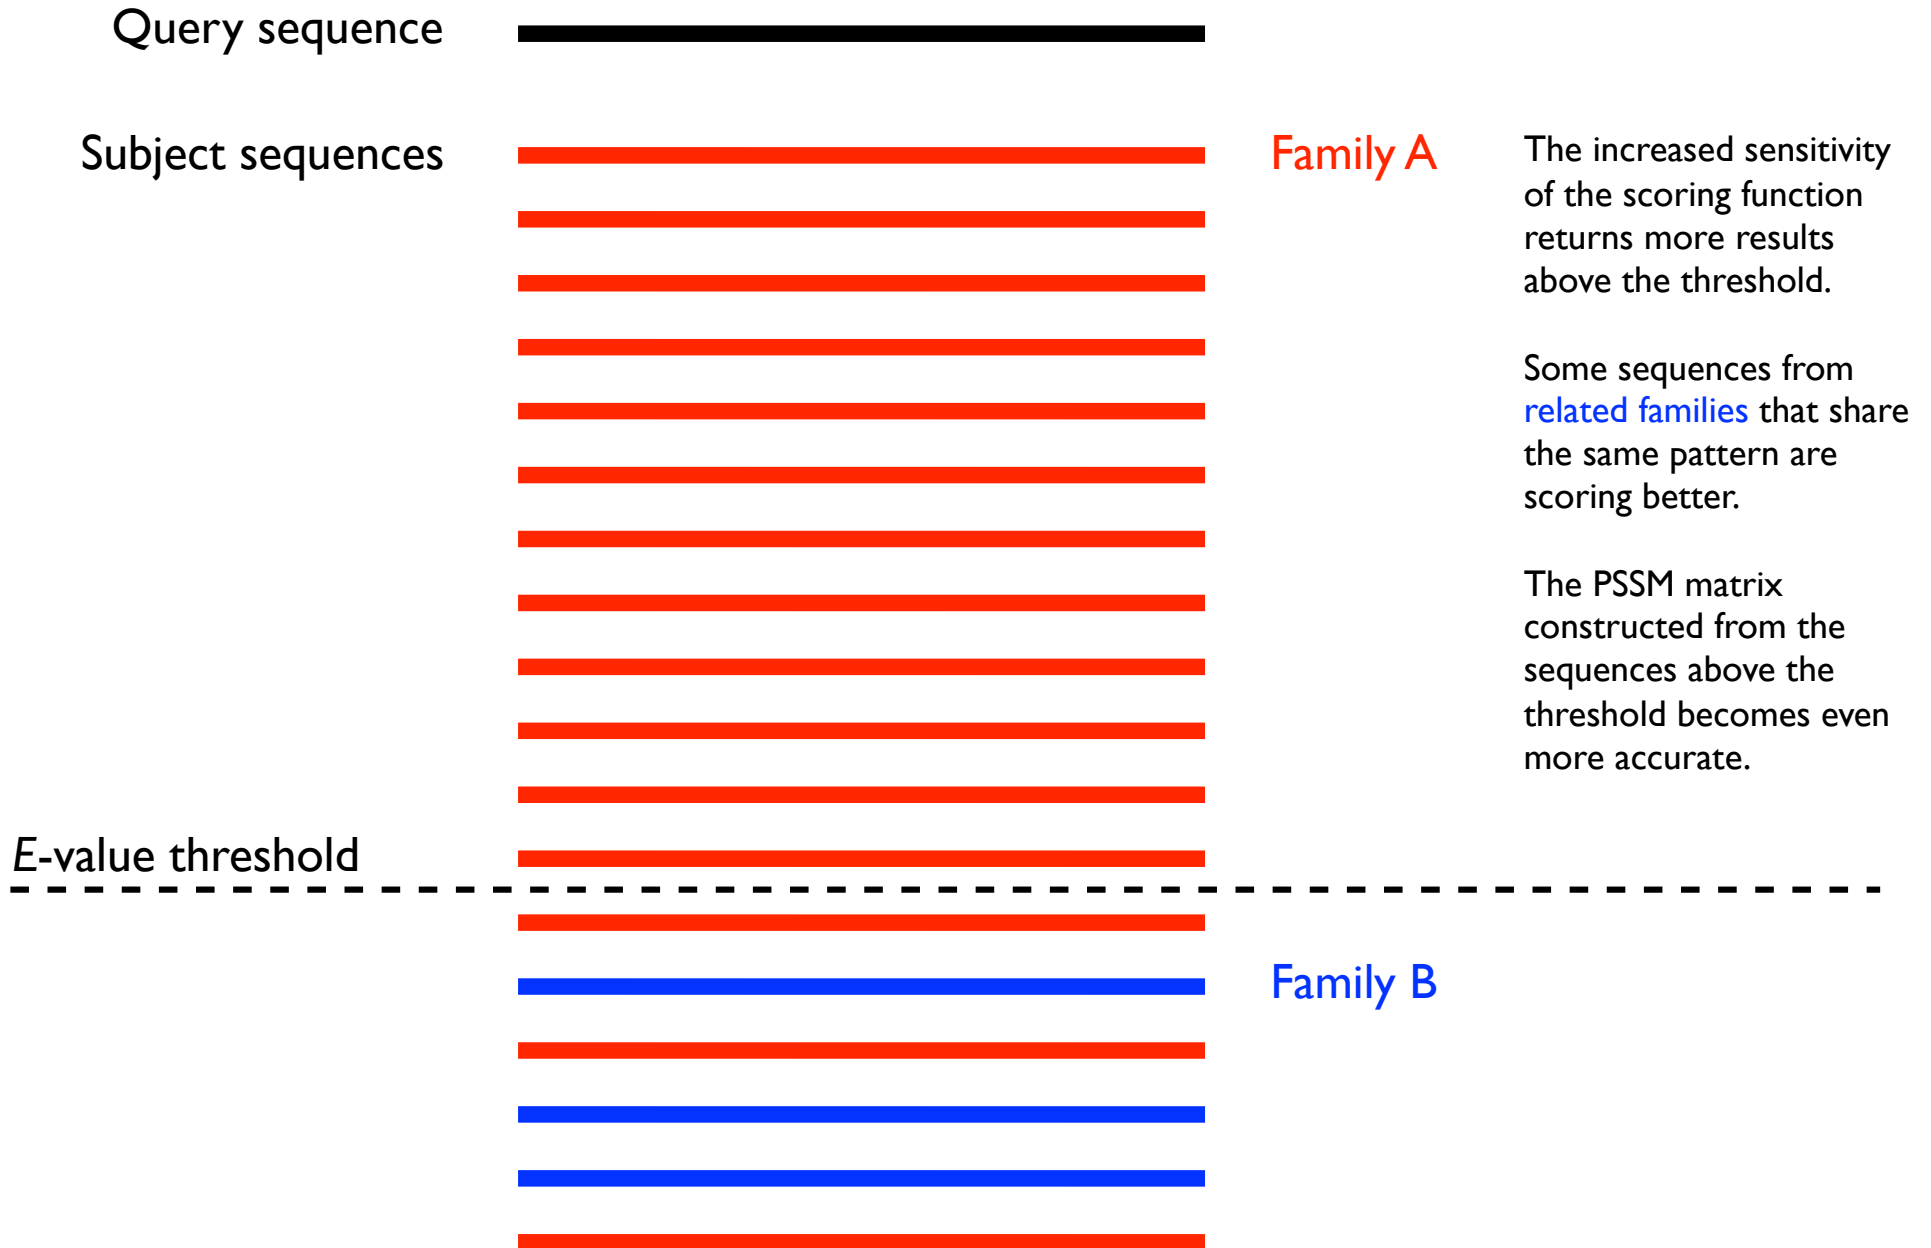 Query sequence
Subject sequences
Family A
The increased sensitivity
of the scoring function
returns more results
above the threshold.
Some sequences from
related families that share
the same pattern are
scoring better.
The PSSM matrix
constructed from the
sequences above the
threshold becomes even
more accurate.
E-value threshold
Family B